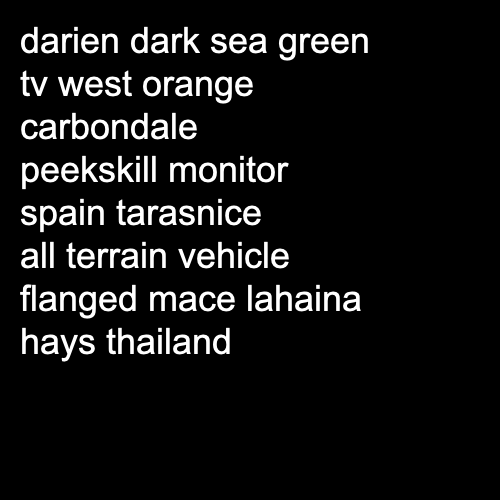 darien dark sea green
tv west orange
carbondale
peekskill monitor
spain tarasnice
all terrain vehicle
flanged mace lahaina
hays thailand